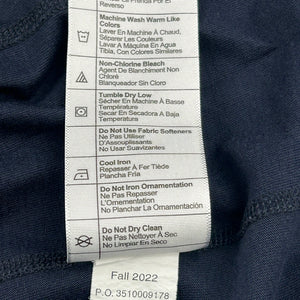 Reverso
Machine Wash Warm Like
Colors
Laver En Machine À Chaud,
Séparer Les Couleurs
Lavar A Máquina En Agua
Tibia, Con Colores Similares
Non-Chlorine Bleach
Agent De Blanchiment Non
Chloré
Blanqueador Sin Cloro
Tumble Dry Low
Sécher En Machine À Basse
Température
Secar En Secadora A Baja
Temperatura
Do Not Use Fabric Softeners
Ne Pas Utiliser
D'Assouplissants
No Usar Suavizantes
Cool Iron
Repasser À Fer Tiède
Plancha Fria
Do Not Iron Ornamentation
Ne Pas Repasser
L'Ornementation
No Planchar La Ornamentación
Do Not Dry Clean
Ne Pas Nettoyer À Sec
No Limpiar En Seco
Fall 2022
P.O. 3510009178